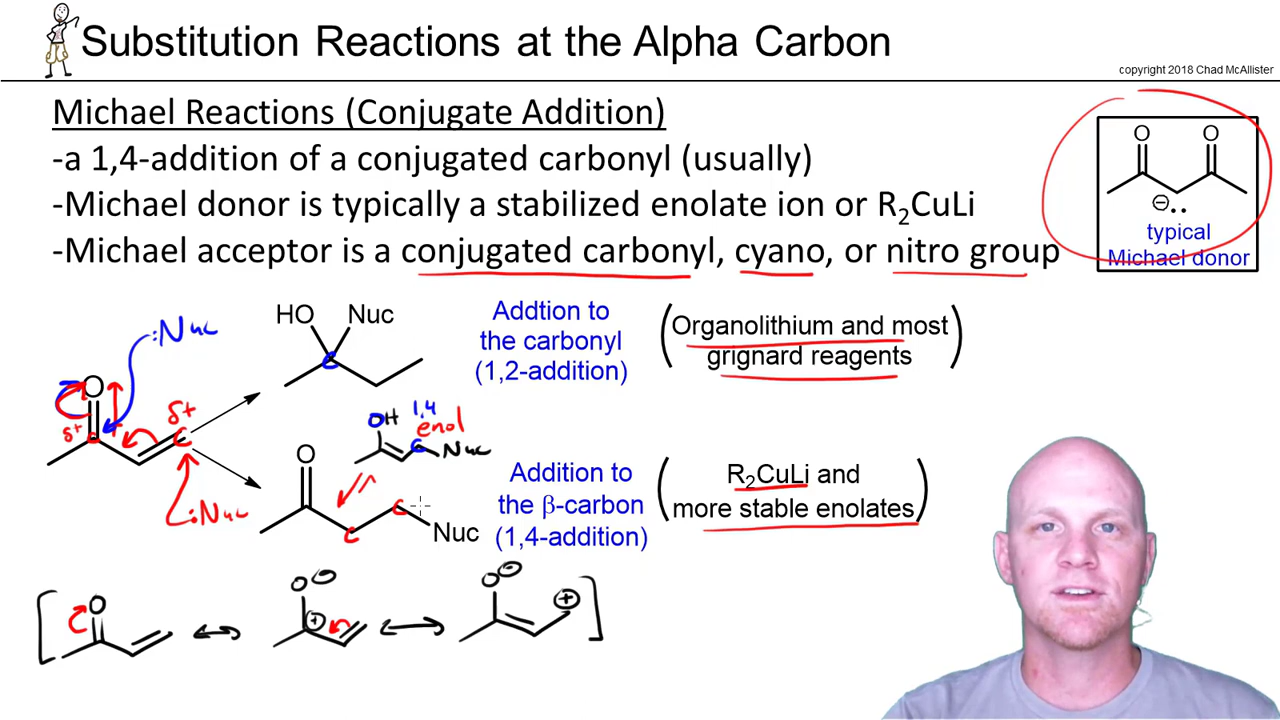 Substitution Reactions at the Alpha Carbon
copyright 2018 Chad McAllister
Michael Reactions (Conjugate Addition)
-a 1,4-addition of a conjugated carbonyl (usually)
-Michael donor is typically a stabilized enolate ion or R2CuLi
-Michael acceptor is a conjugated carbonyl, cyano, or nitro group
O O
⊖ ··
typical
Michael donor
HO Nuc
Addtion to
the carbonyl
(1,2-addition)
(Organolithium and most
grignard reagents)
:Nuc
O
δ+ δ+
C C
:Nuc
C
OH 1,4
enol
C Nuc
O
C C
Nuc
Addition to
the β-carbon
(1,4-addition)
(R2CuLi and
more stable enolates)
[O ↔ O⊖ ⊕ ↔ O⊖ ⊕]